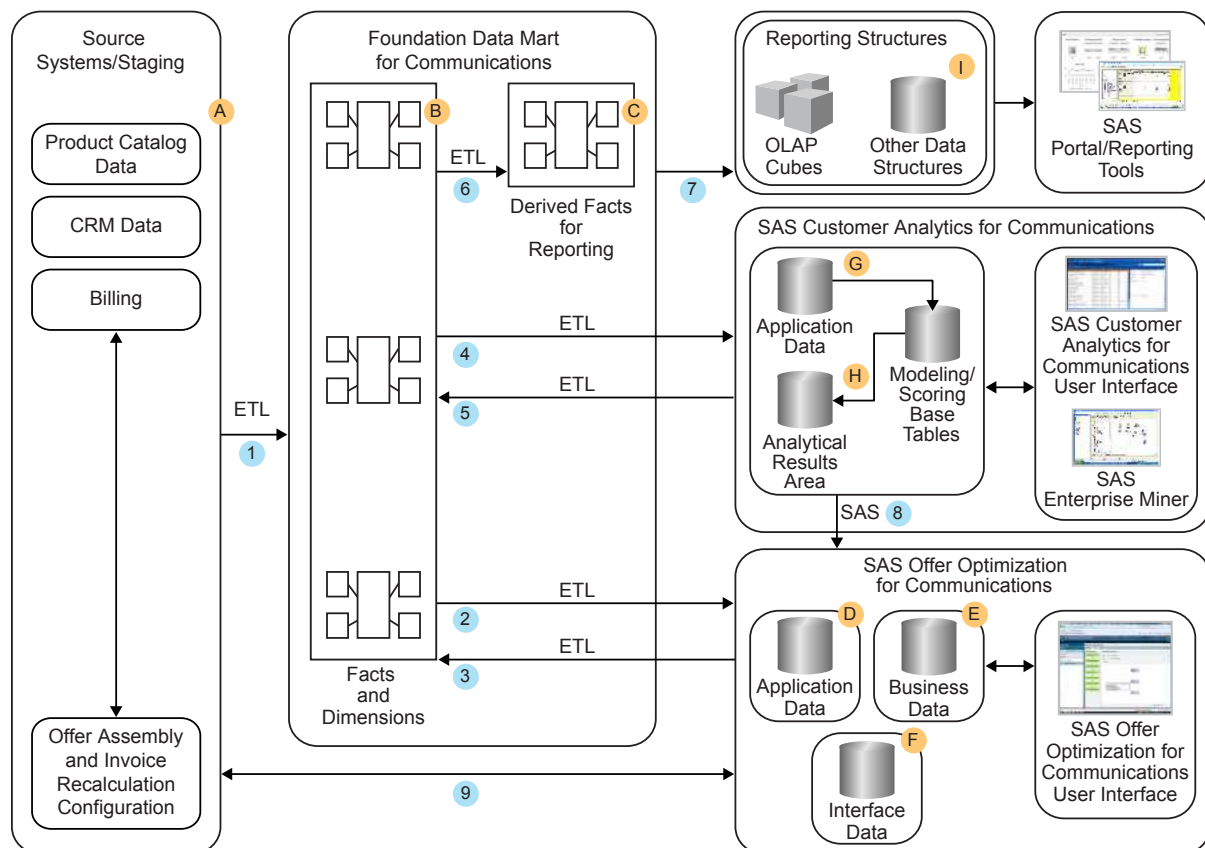 Source
Systems/Staging
A
Product Catalog
Data
CRM Data
Billing
Offer Assembly
and Invoice
Recalculation
Configuration
ETL
1
Foundation Data Mart
for Communications
B
C
ETL
6
Derived Facts
for
Reporting
7
ETL
4
ETL
5
ETL
2
ETL
3
Facts
and
Dimensions
9
Reporting Structures
I
OLAP
Cubes
Other Data
Structures
SAS
Portal/Reporting
Tools
SAS Customer Analytics for Communications
G
Application
Data
H
Modeling/
Scoring
Base
Tables
Analytical
Results
Area
SAS Customer
Analytics for
Communications
User Interface
SAS
Enterprise Miner
SAS
8
SAS Offer Optimization
for Communications
D
Application
Data
E
Business
Data
F
Interface
Data
SAS Offer
Optimization for
Communications
User Interface